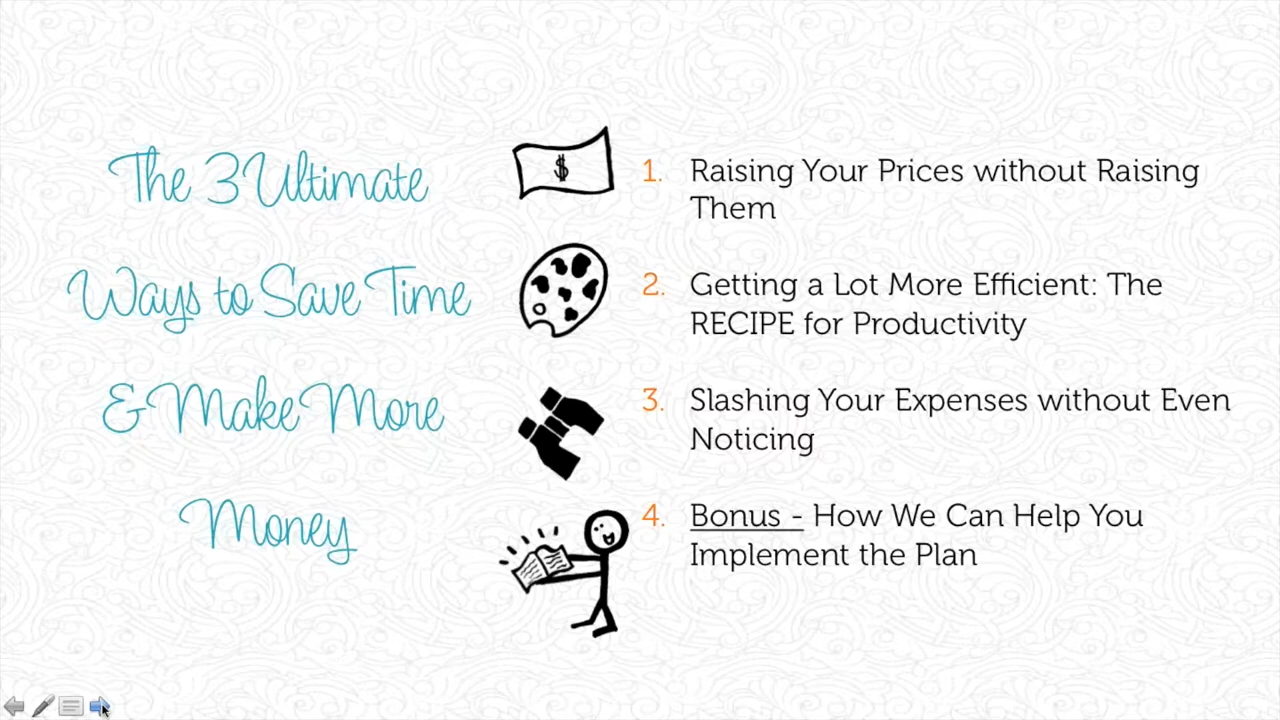 The 3 Ultimate
Ways to Save Time
& Make More
Money
$
1. Raising Your Prices without Raising
Them
2. Getting a Lot More Efficient: The
RECIPE for Productivity
3. Slashing Your Expenses without Even
Noticing
4. Bonus - How We Can Help You
Implement the Plan